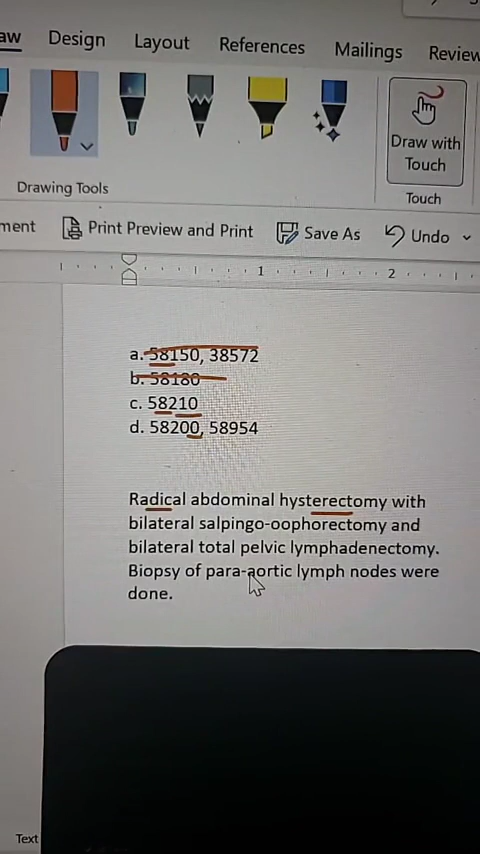 aw Design Layout References Mailings Review
Draw with
Touch
Drawing Tools
Touch
ment Print Preview and Print Save As Undo
1 2
a. 58150, 38572
b. 58180
c. 58210
d. 58200, 58954
Radical abdominal hysterectomy with
bilateral salpingo-oophorectomy and
bilateral total pelvic lymphadenectomy.
Biopsy of para-aortic lymph nodes were
done.
Text